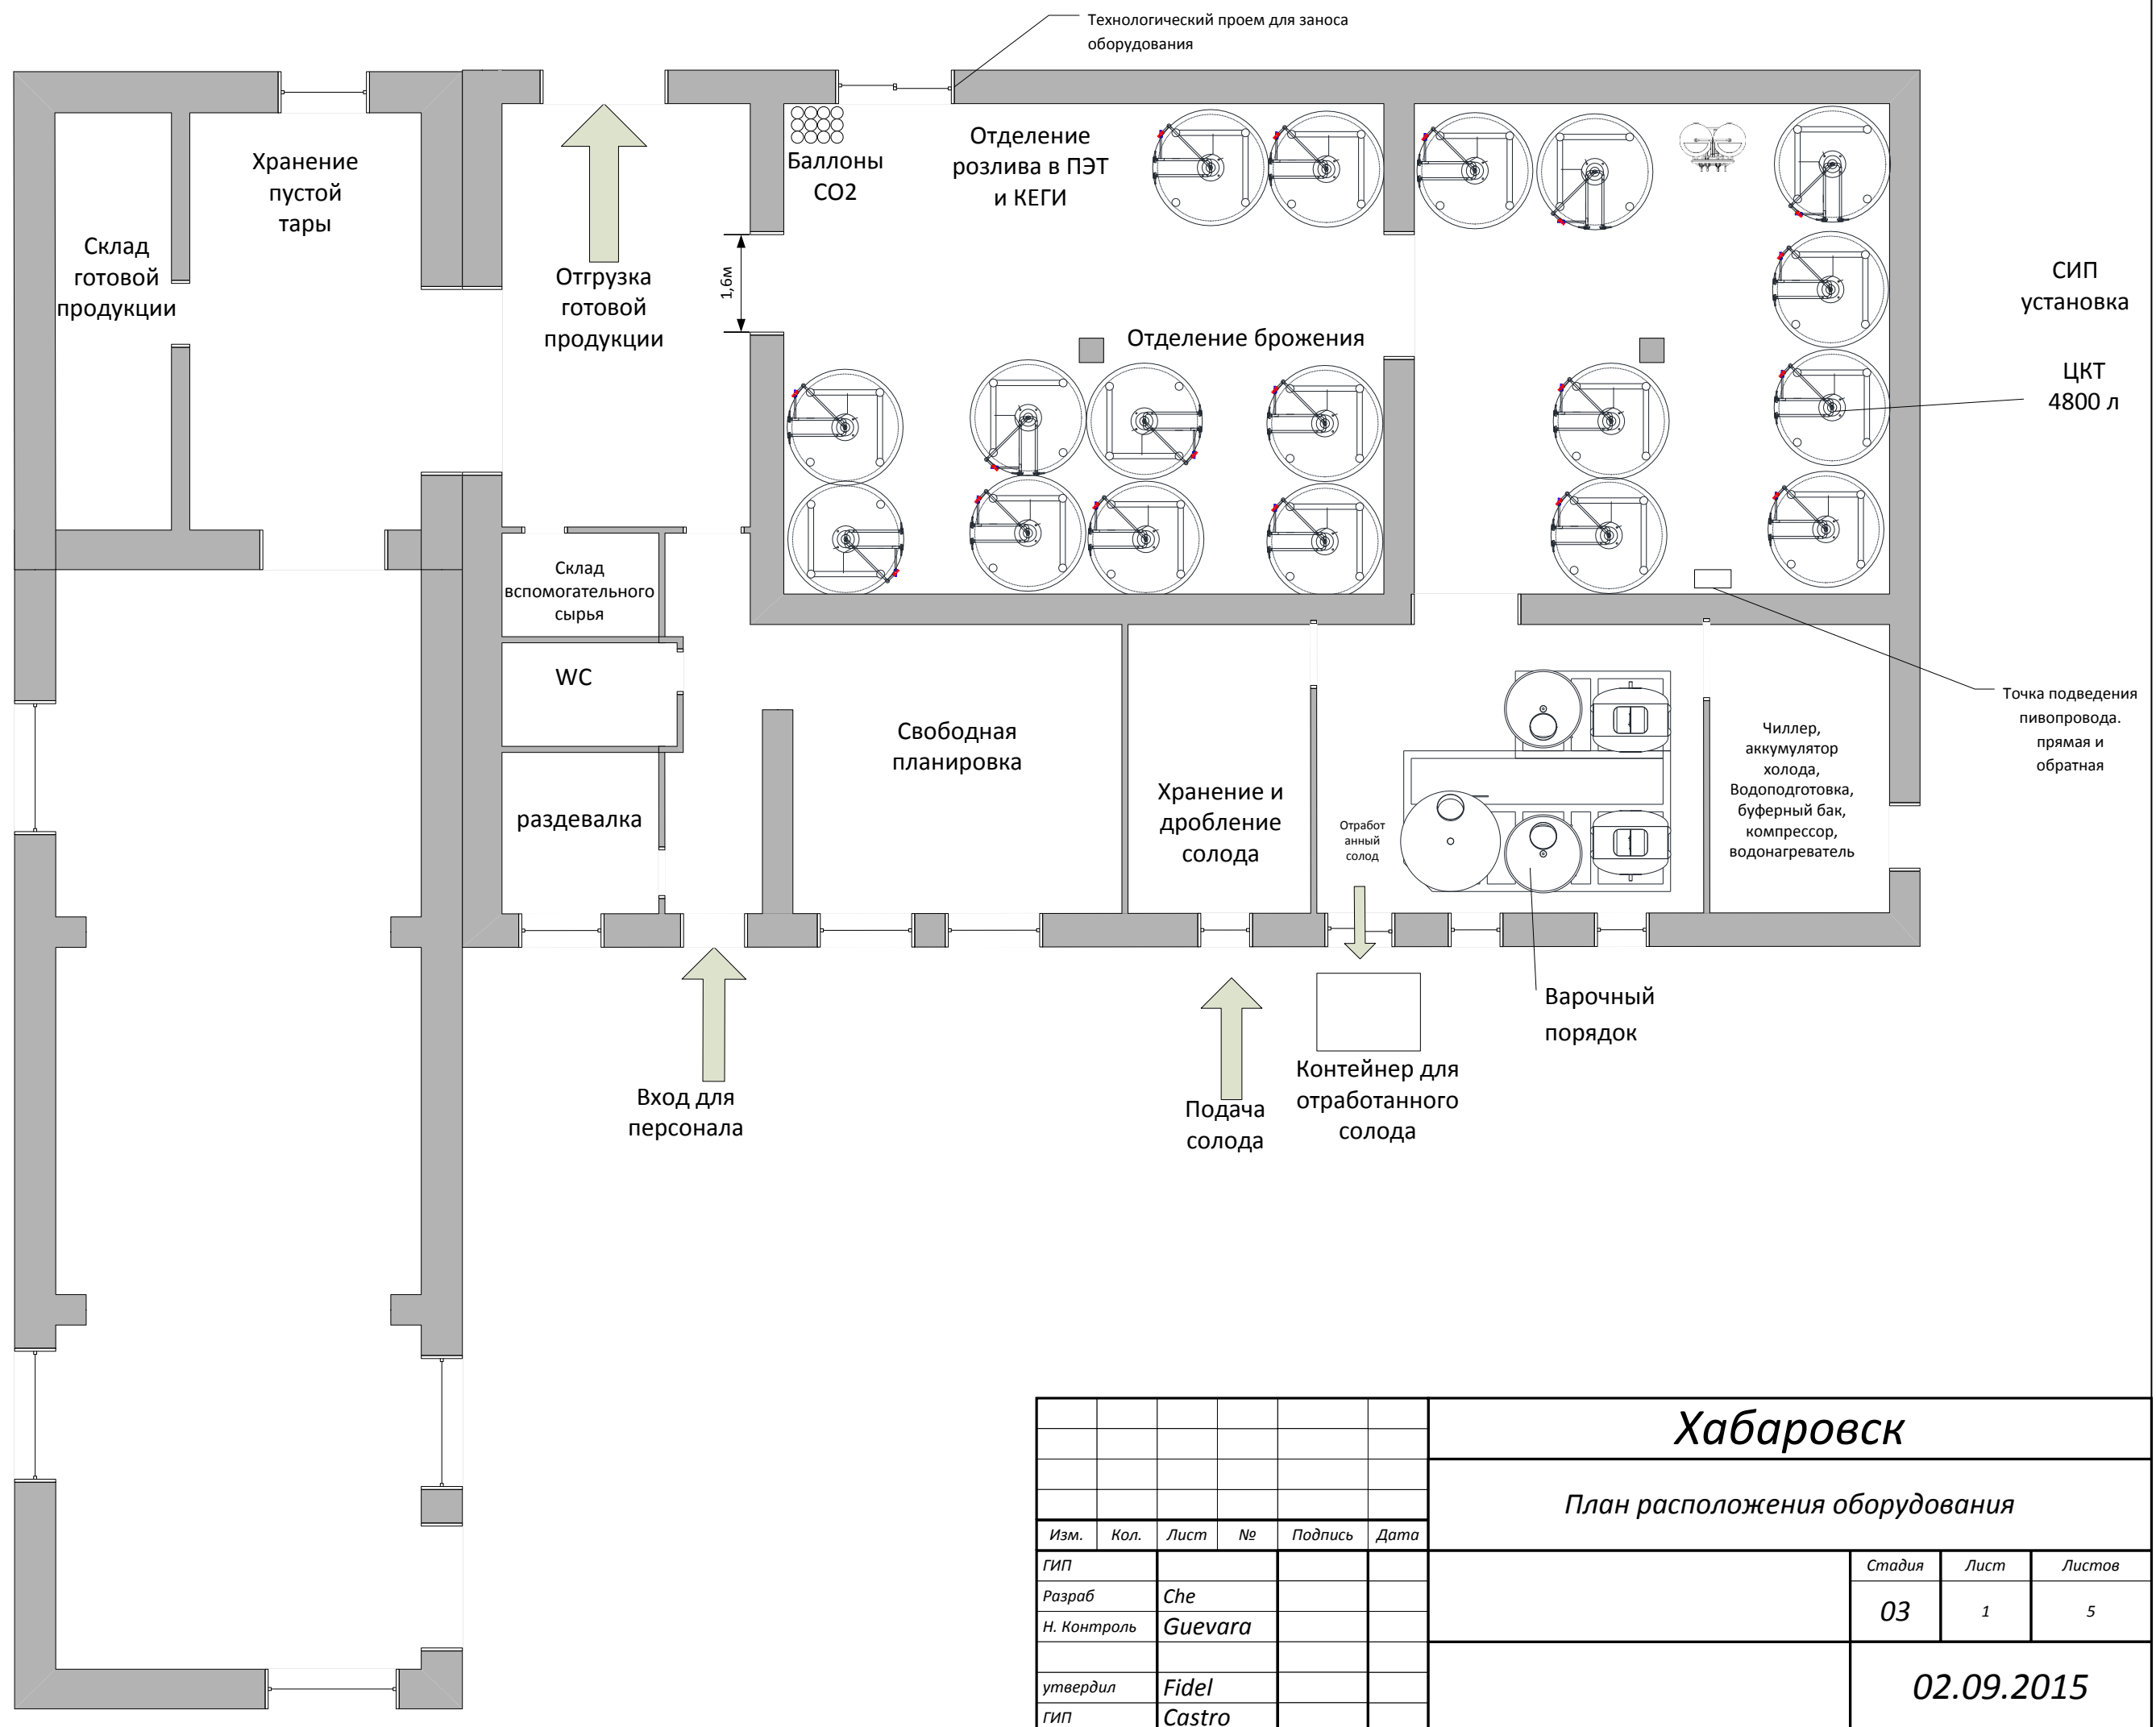 Технологический проем для заноса
оборудования
Хранение
пустой
тары
Склад
готовой
продукции
Отгрузка
готовой
продукции
1,6м
Баллоны
СО2
Отделение
розлива в ПЭТ
и КЕГИ
Отделение брожения
СИП
установка
ЦКТ
4800 л
Склад
вспомогательного
сырья
WC
раздевалка
Свободная
планировка
Хранение и
дробление
солода
Отработ
анный
солод
Чиллер,
аккумулятор
холода,
Водоподготовка,
буферный бак,
компрессор,
водонагреватель
Точка подведения
пивопровода.
прямая и
обратная
Вход для
персонала
Подача
солода
Контейнер для
отработанного
солода
Варочный
порядок
Хабаровск
План расположения оборудования
Изм. Кол. Лист № Подпись Дата
ГИП
Стадия Лист Листов
Разраб Che
03 1 5
Н. Контроль Guevara
утвердил Fidel
02.09.2015
ГИП Castro